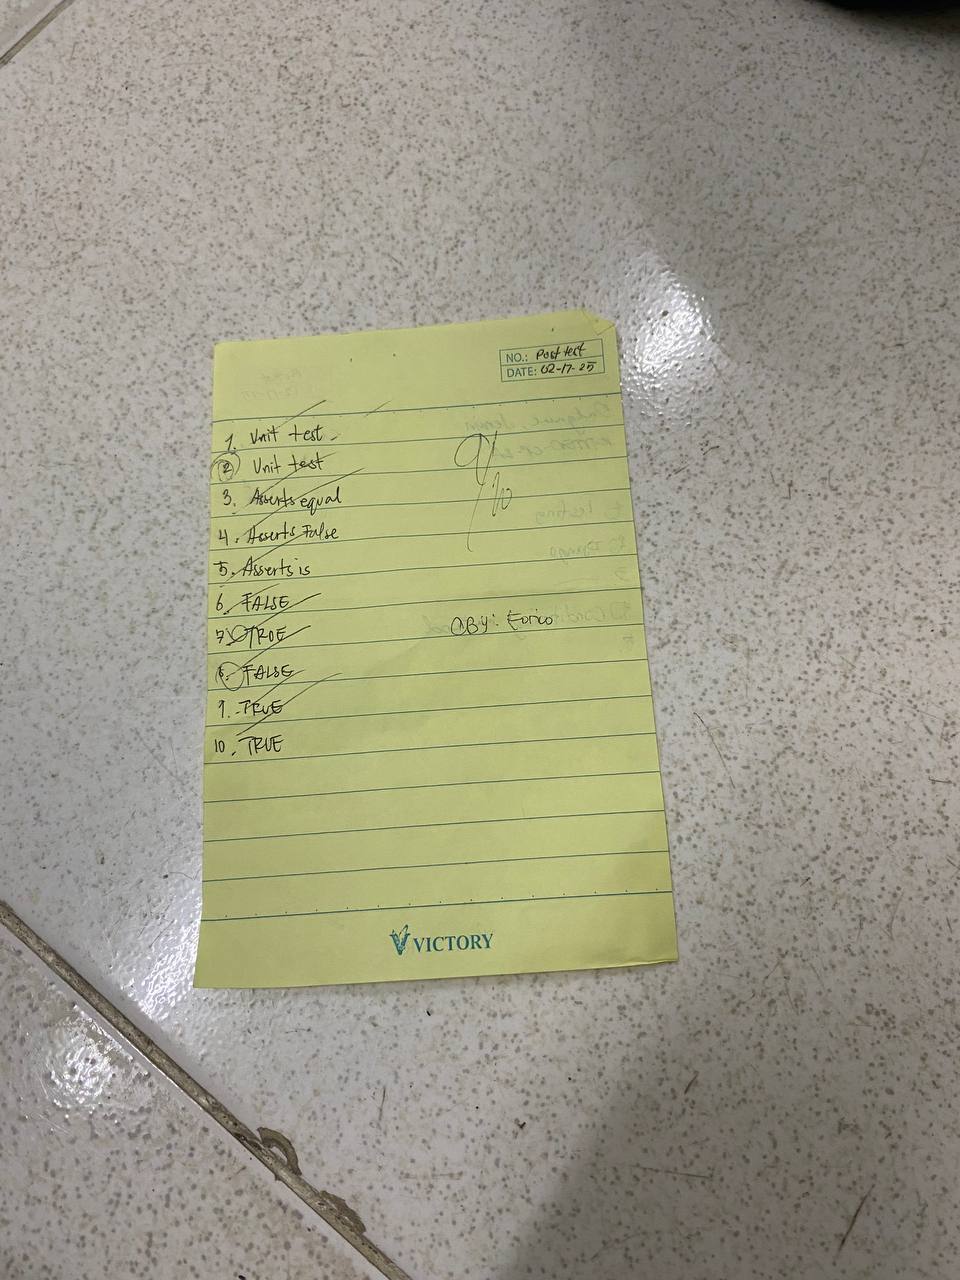 NO.: Post test
DATE: 02-17-25
1. Unit test.
2. Unit test
3. Asserts equal
4. Asserts False
5. Asserts is
6. FALSE
7. TRUE
8. FALSE
9. TRUE
10. TRUE
9/10
CBY: Enrico
VICTORY